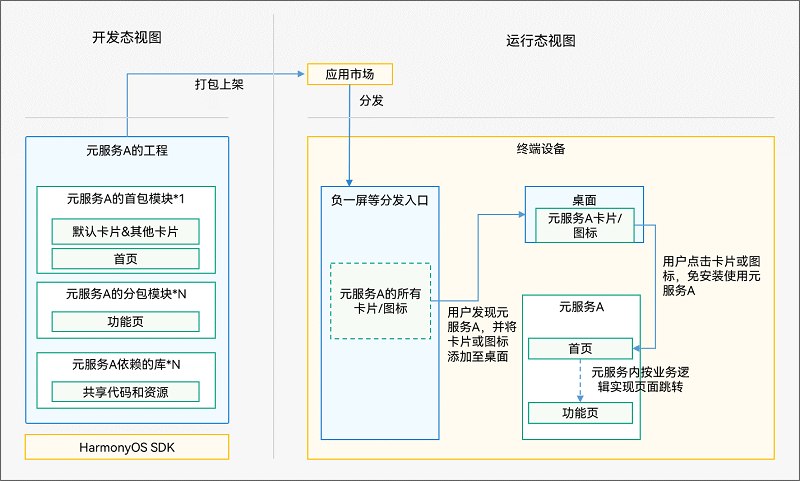 开发态视图
运行态视图
打包上架
应用市场
分发
元服务A的工程
元服务A的首包模块*1
默认卡片&其他卡片
首页
元服务A的分包模块*N
功能页
元服务A依赖的库*N
共享代码和资源
HarmonyOS SDK
终端设备
负一屏等分发入口
元服务A的所有
卡片/图标
用户发现元
服务A，并将
卡片或图标
添加至桌面
桌面
元服务A卡片/
图标
用户点击卡片或图
标，免安装使用元
服务A
元服务A
首页
元服务内按业务逻
辑实现页面跳转
功能页